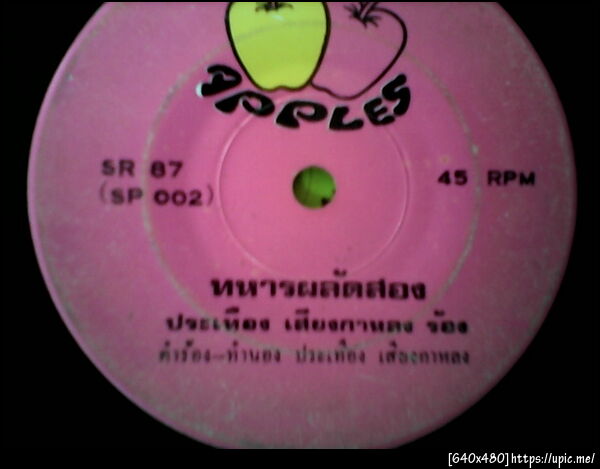 APPLES
SR 87
(SP 002)
45 RPM
ทหารผลัดสอง
ประเทือง เสียงกาหลง ร้อง
คำร้อง-ทำนอง ประเทือง เสียงกาหลง
[640x480]https://upic.me/